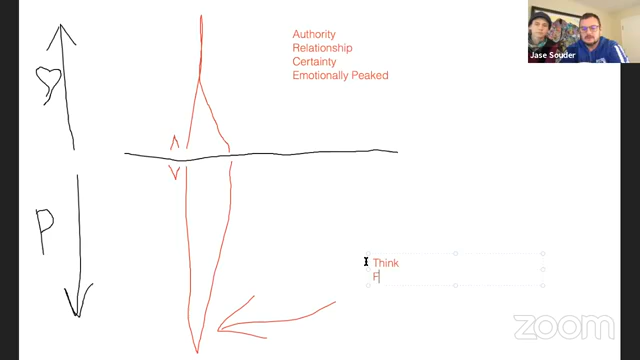 Authority
Relationship
Certainty
Emotionally Peaked
Jase Souder
P
Think
F
zoom